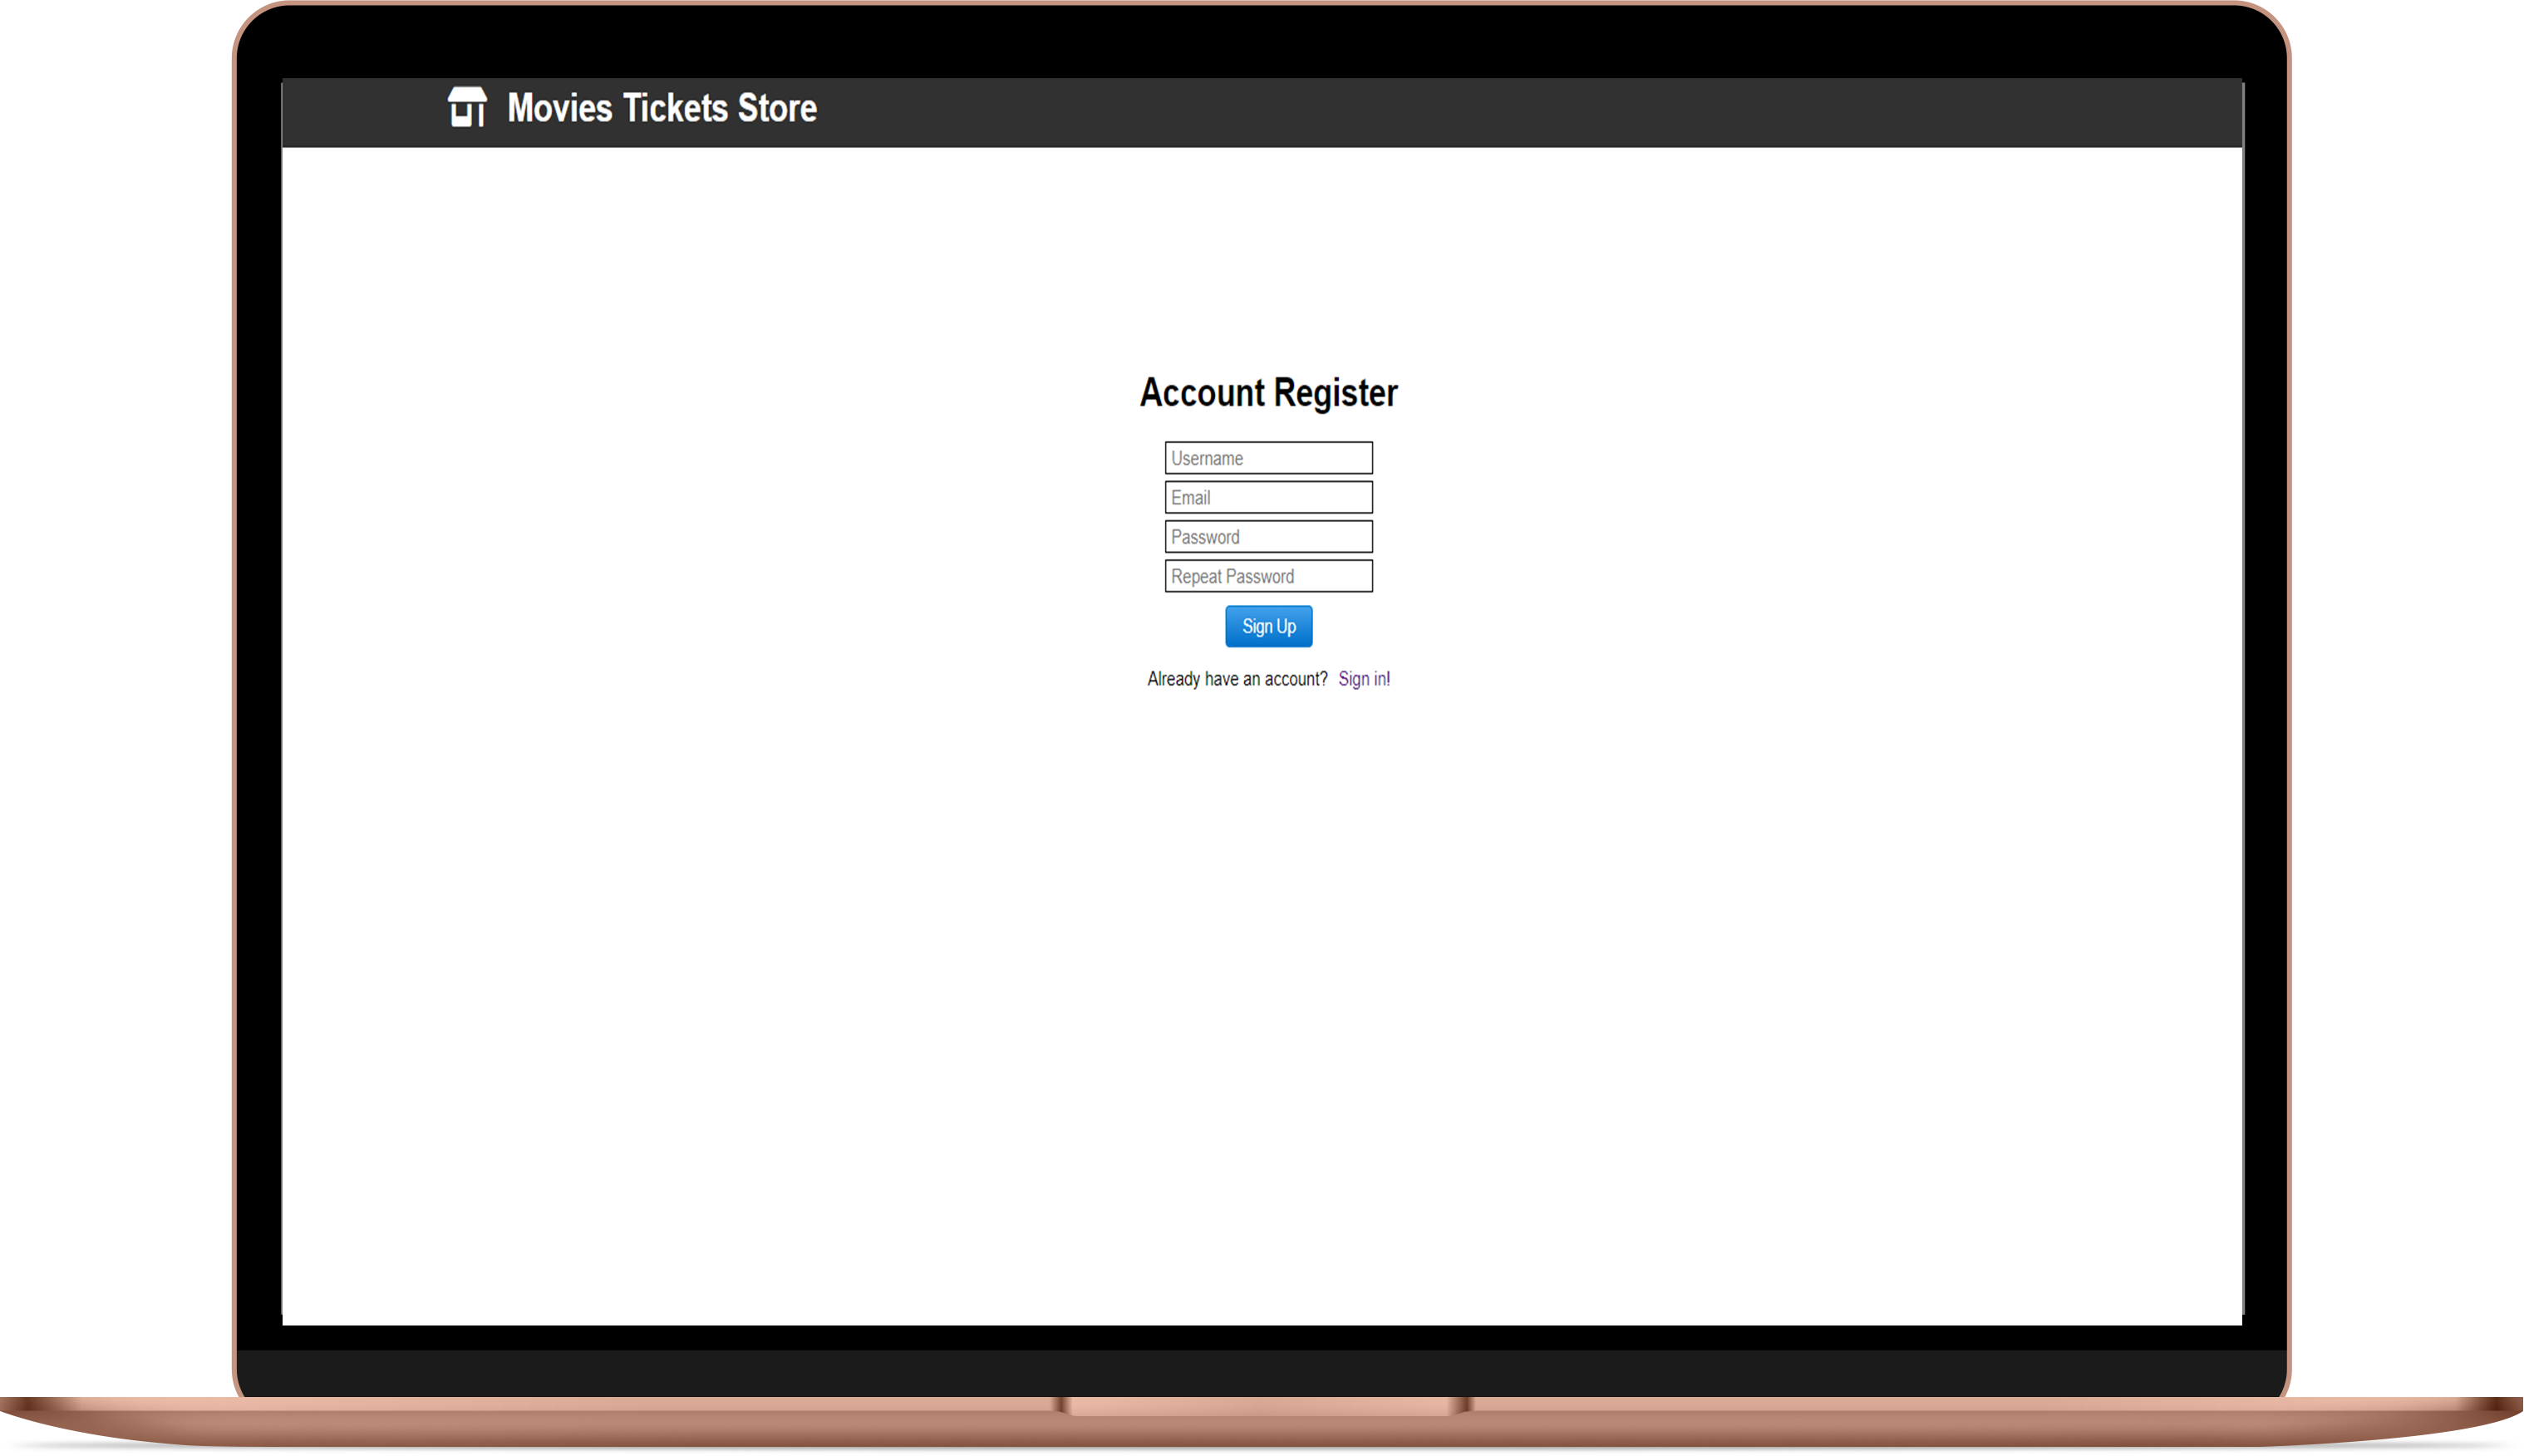 Movies Tickets Store
Account Register
Username
Email
Password
Repeat Password
Sign Up
Already have an account? Sign in!